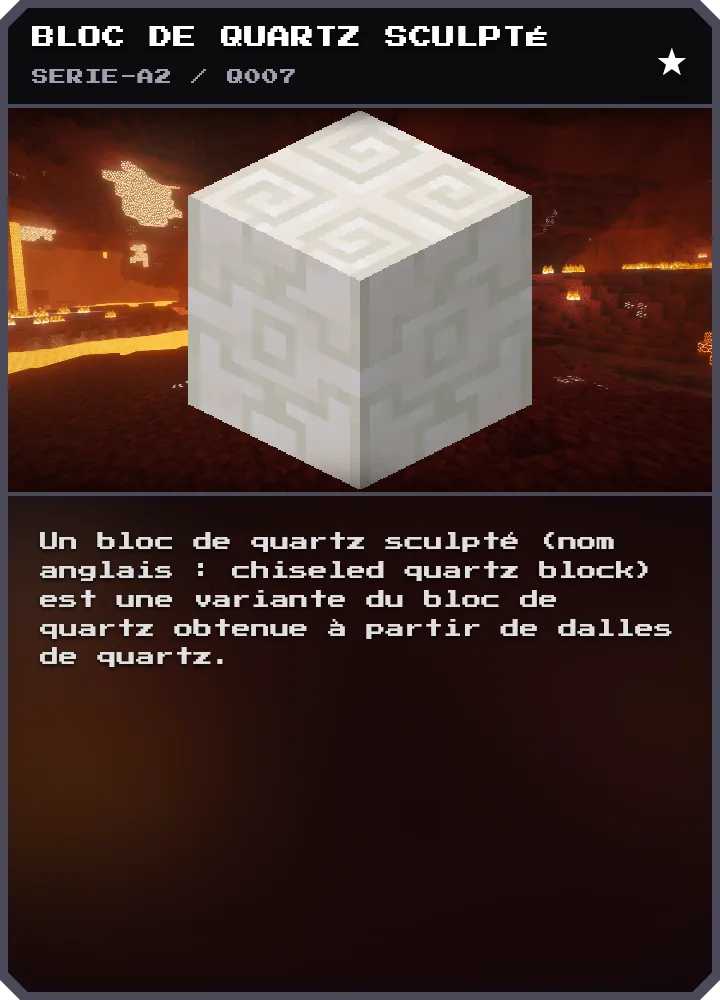 BLOC DE QUARTZ SCULPTé
SERIE-A2 / Q007
Un bloc de quartz sculpté (nom
anglais : chiseled quartz block)
est une variante du bloc de
quartz obtenue à partir de dalles
de quartz.